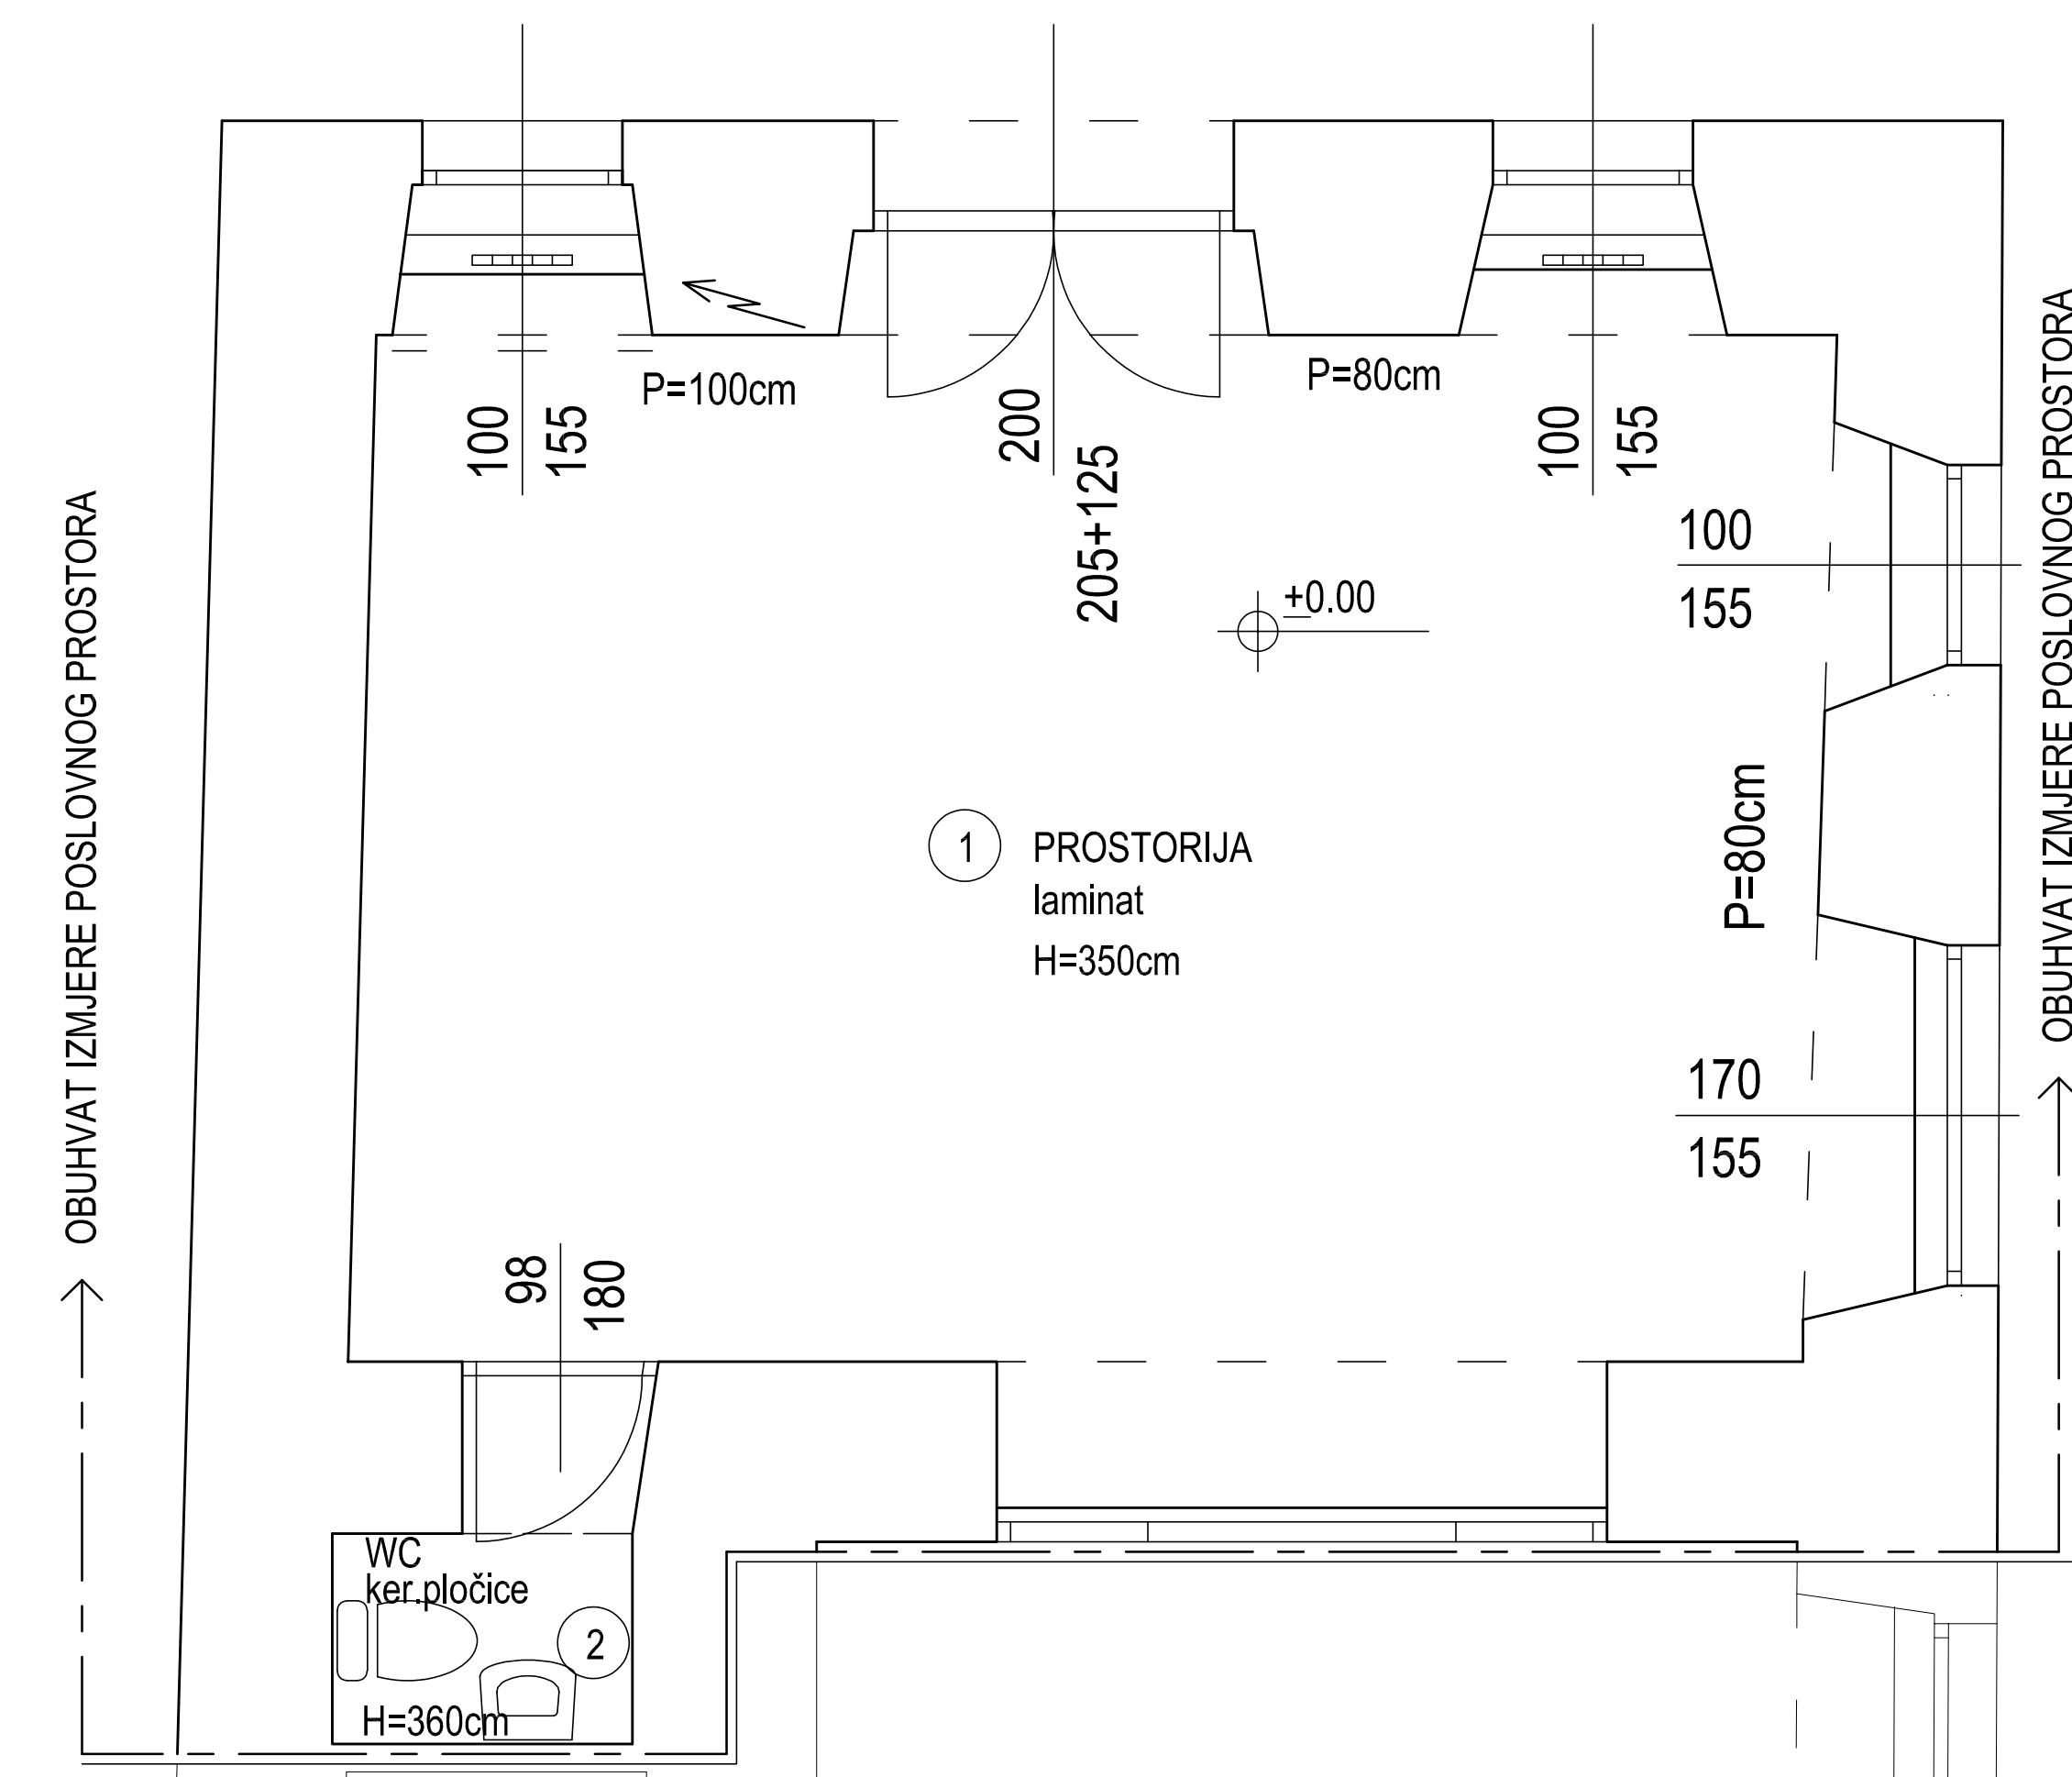 P=100cm
P=80cm
100
155
200
205+125
100
155
100
155
+0.00
OBUHVAT IZMJERE POSLOVNOG PROSTORA
OBUHVAT IZMJERE POSLOVNOG PROSTORA
1
PROSTORIJA
laminat
H=350cm
P=80cm
170
155
98
180
WC
ker.pločice
2
H=360cm